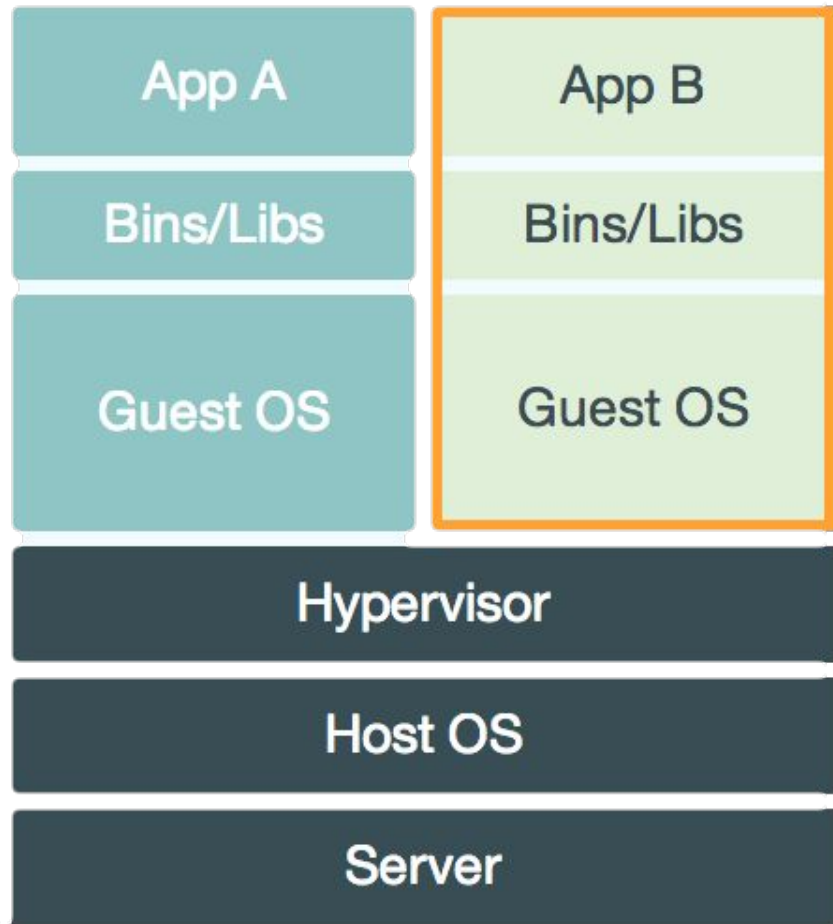 App A
Bins/Libs
Guest OS
App B
Bins/Libs
Guest OS
Hypervisor
Host OS
Server